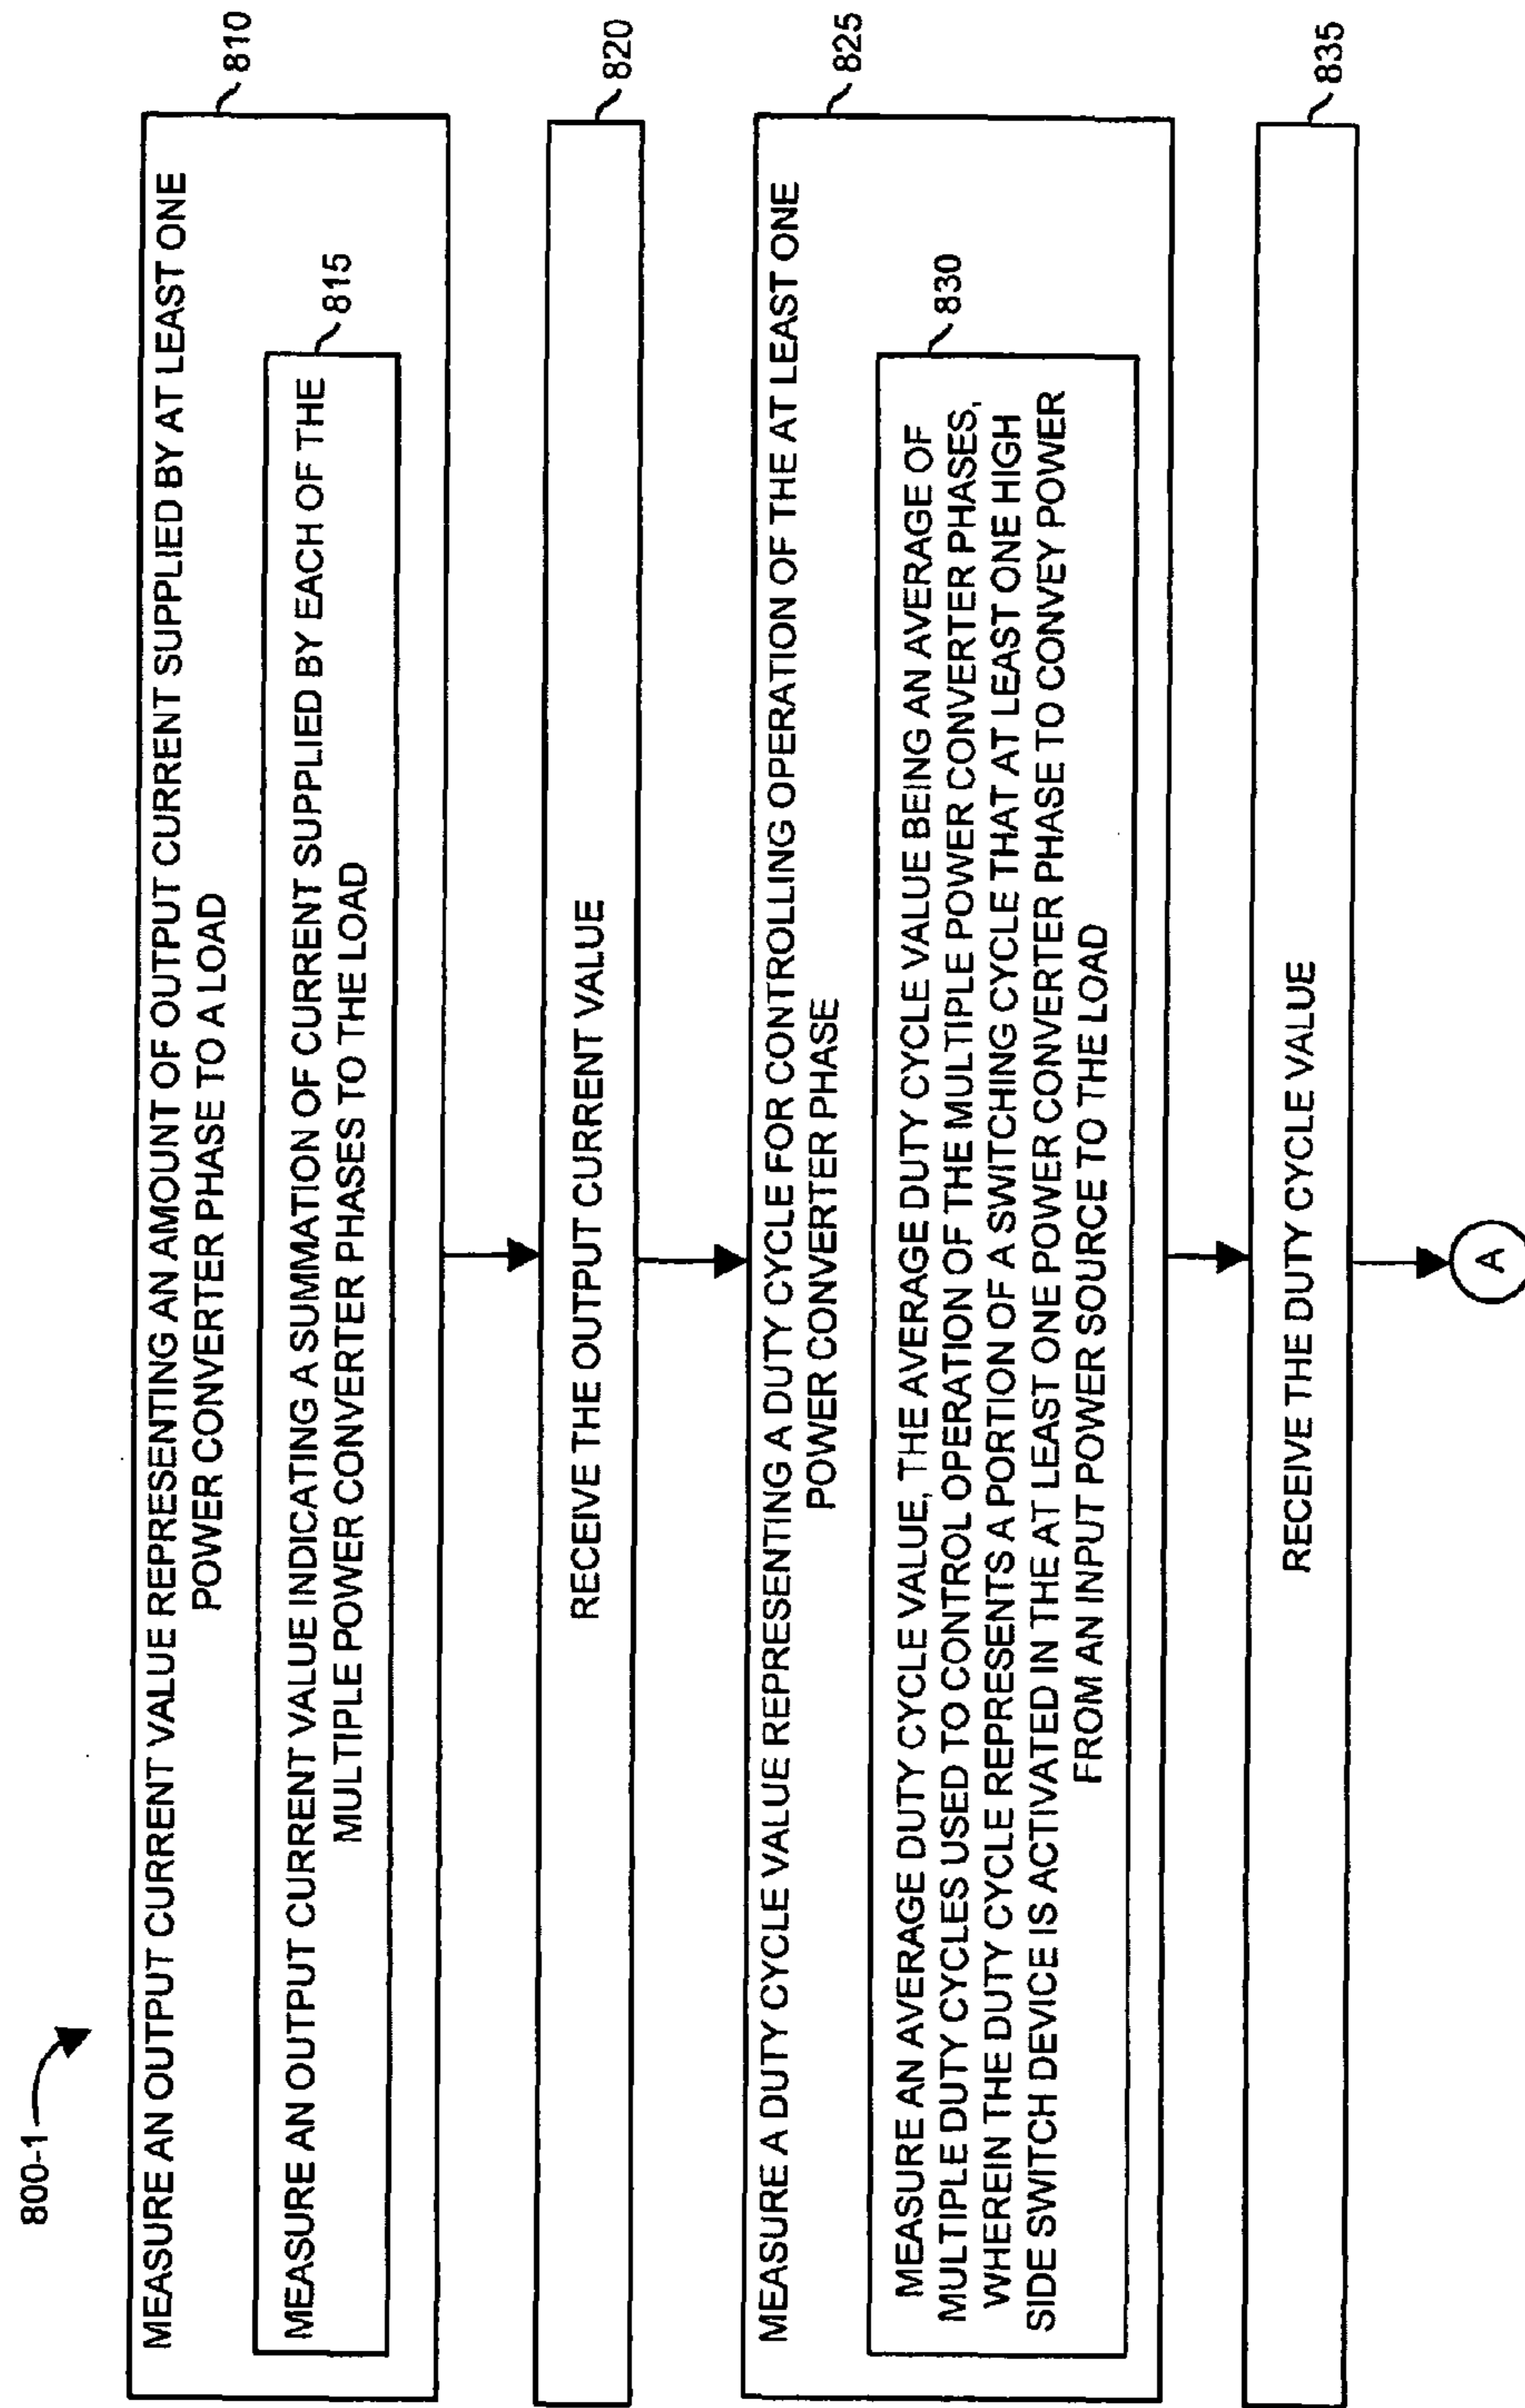 800-1
MEASURE AN OUTPUT CURRENT VALUE REPRESENTING AN AMOUNT OF OUTPUT CURRENT SUPPLIED BY AT LEAST ONE
POWER CONVERTER PHASE TO A LOAD
810
MEASURE AN OUTPUT CURRENT VALUE INDICATING A SUMMATION OF CURRENT SUPPLIED BY EACH OF THE
MULTIPLE POWER CONVERTER PHASES TO THE LOAD
815
RECEIVE THE OUTPUT CURRENT VALUE
820
MEASURE A DUTY CYCLE VALUE REPRESENTING A DUTY CYCLE FOR CONTROLLING OPERATION OF THE AT LEAST ONE
POWER CONVERTER PHASE
825
MEASURE AN AVERAGE DUTY CYCLE VALUE, THE AVERAGE DUTY CYCLE VALUE BEING AN AVERAGE OF
MULTIPLE DUTY CYCLES USED TO CONTROL OPERATION OF THE MULTIPLE POWER CONVERTER PHASES,
WHEREIN THE DUTY CYCLE REPRESENTS A PORTION OF A SWITCHING CYCLE THAT AT LEAST ONE HIGH
SIDE SWITCH DEVICE IS ACTIVATED IN THE AT LEAST ONE POWER CONVERTER PHASE TO CONVEY POWER
FROM AN INPUT POWER SOURCE TO THE LOAD
830
RECEIVE THE DUTY CYCLE VALUE
835
A